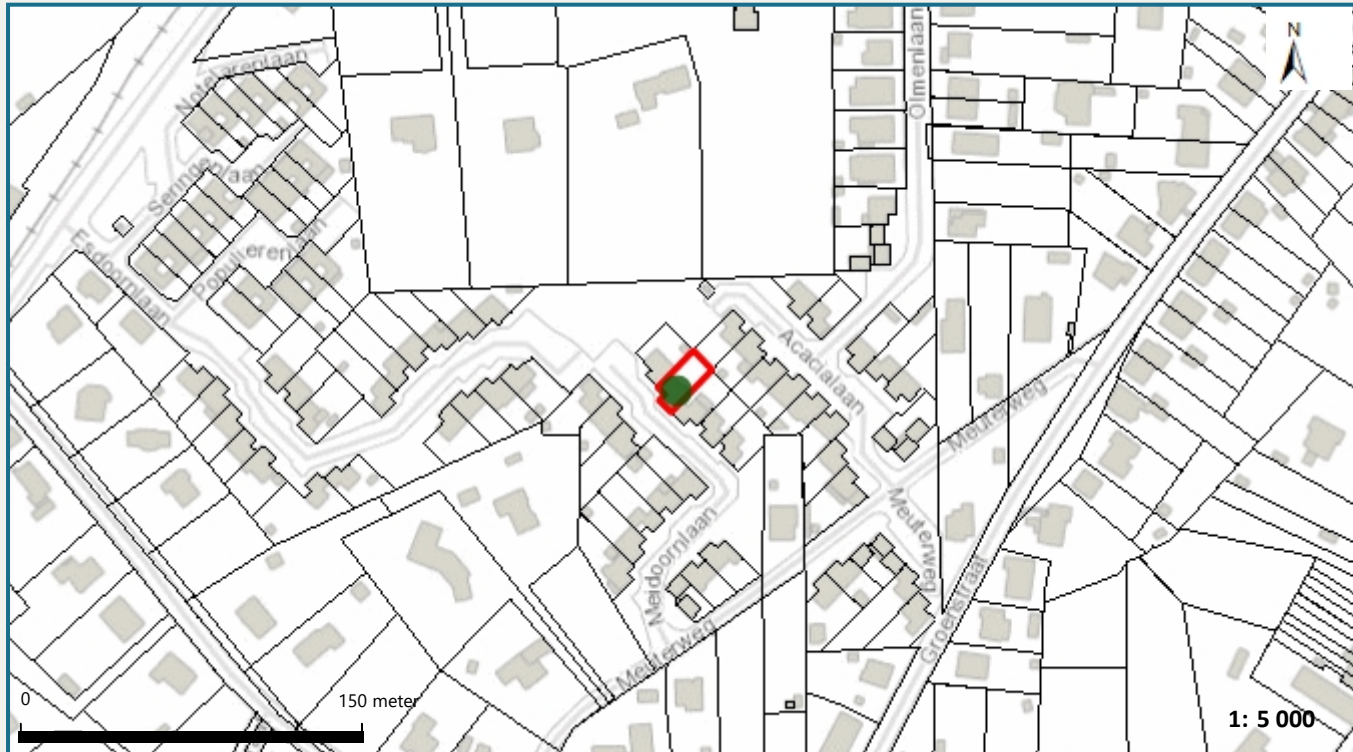 N
Olmenlaan
Notelarenlaan
Seringenlaan
Populierenlaan
Esdoornlaan
Acacialaan
Meuterweg
Meidoornlaan
Meuterweg
Groenstraat
Meuterweg
0
150 meter
1: 5 000